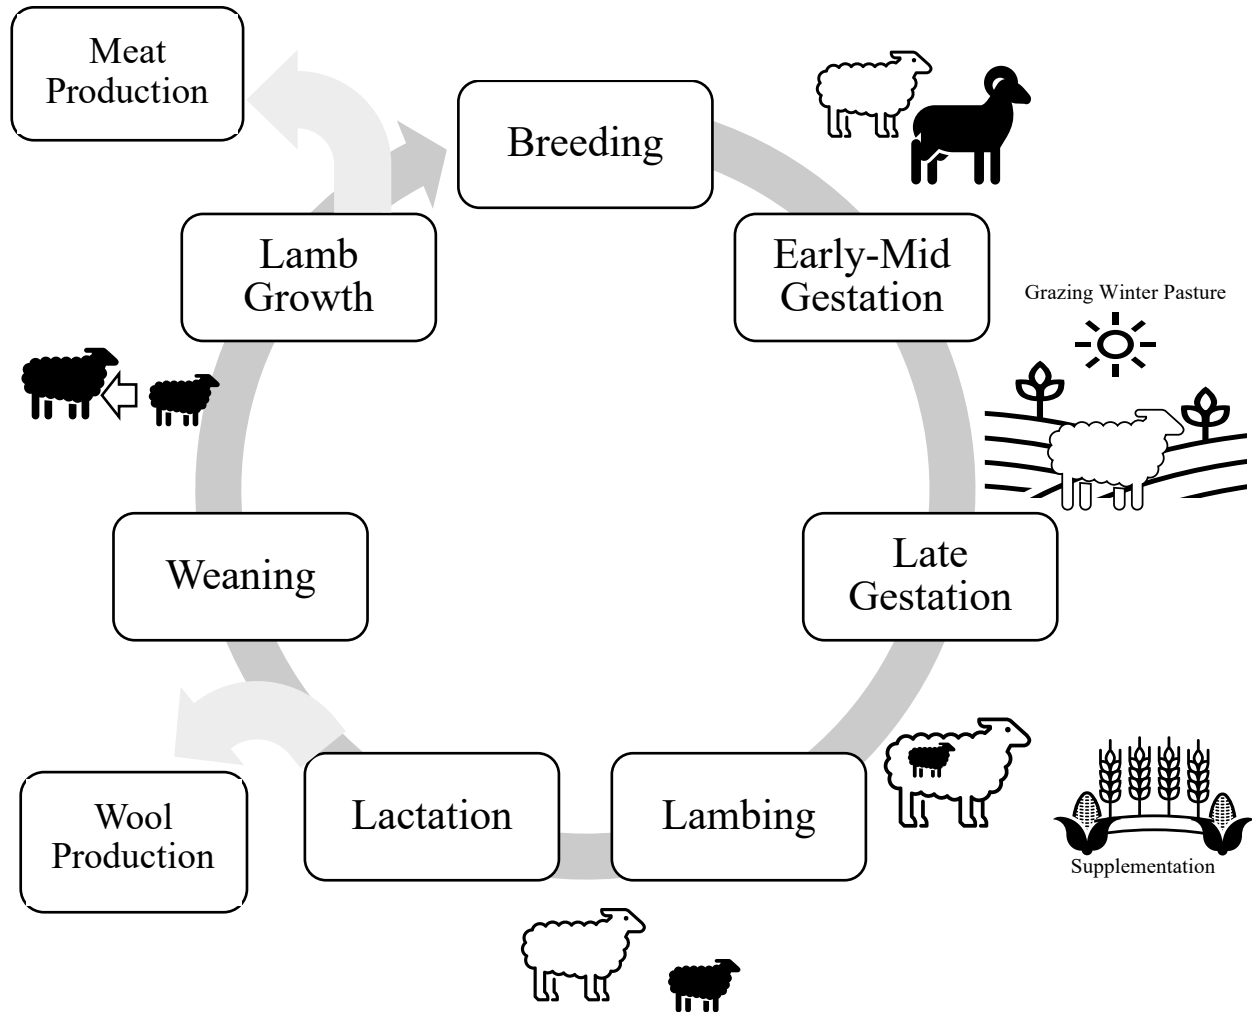 Meat
Production
Breeding
Lamb
Growth
Early-Mid
Gestation
Grazing Winter Pasture
Weaning
Late
Gestation
Wool
Production
Lactation
Lambing
Supplementation